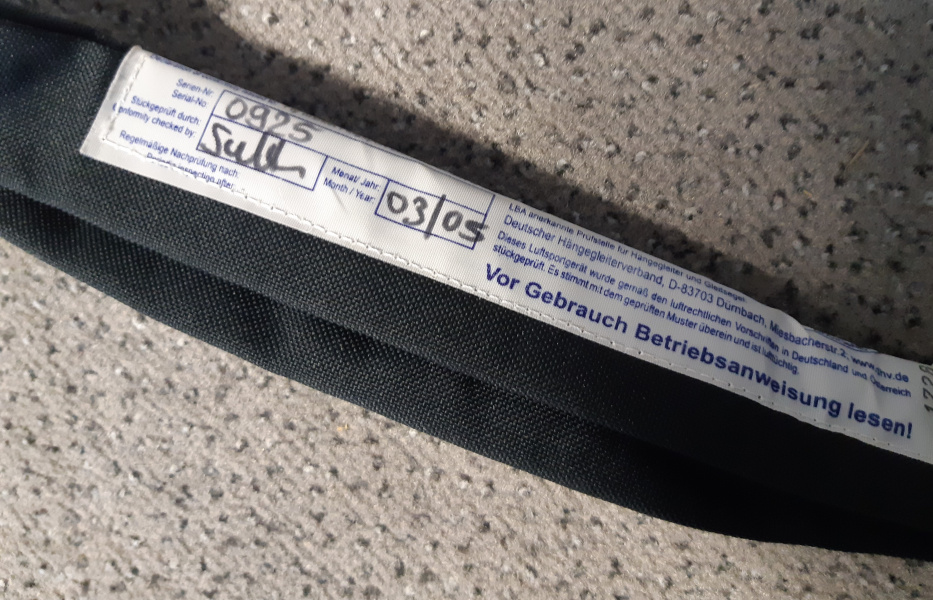 Serien-Nr.
Serial-No.
0925
Stückgeprüft durch:
Conformity checked by:
Regelmäßige Nachprüfung nach:
Monat/ Jahr:
Month / Year:
03/05
LBA anerkannte Prüfstelle für Hängegleiter und Gleitsegel:
Deutscher Hängegleiterverband, D-83703 Dürnbach, Miesbacherstr.2, www.dhv.de
Dieses Luftsportgerät wurde gemäß den luftrechtlichen Vorschriften in Deutschland und Österreich
stückgeprüft. Es stimmt mit dem geprüften Muster überein und ist lufttüchtig.
Vor Gebrauch Betriebsanweisung lesen!